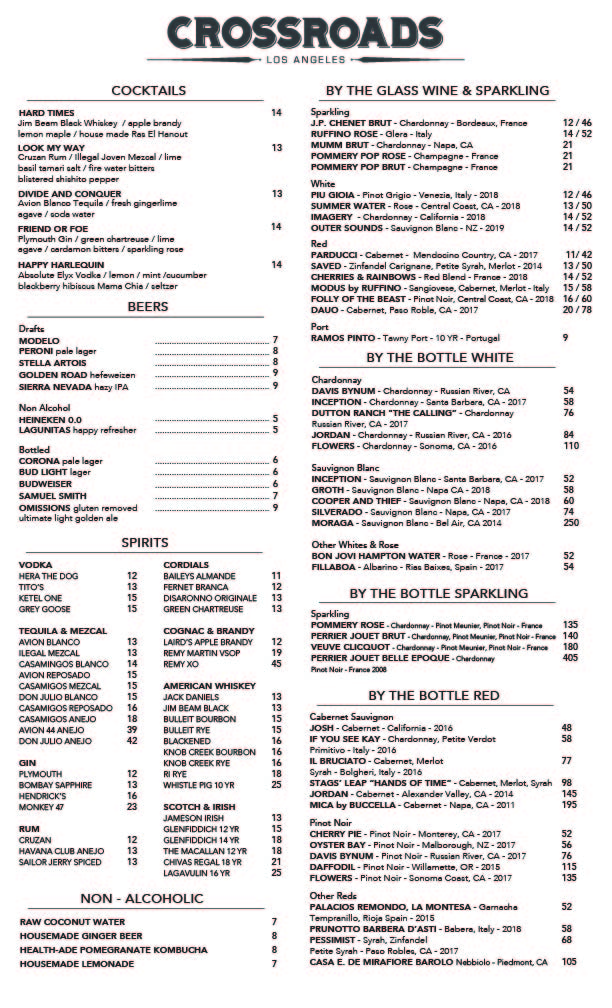 CROSSROADS
LOS ANGELES
COCKTAILS
HARD TIMES 14
Jim Beam Black Whiskey / apple brandy
lemon maple / house made Ras El Hanout
LOOK MY WAY 13
Cruzan Rum / Illegal Joven Mezcal / lime
basil tamari salt / fire water bitters
blistered shishito pepper
DIVIDE AND CONQUER 13
Avion Blanco Tequila / fresh gingerlime
agave / soda water
FRIEND OR FOE 14
Plymouth Gin / green chartreuse / lime
agave / cardamon bitters / sparkling rose
HAPPY HARLEQUIN 14
Absolute Elyx Vodka / lemon / mint /cucumber
blackberry hibiscus Mama Chia / seltzer
BEERS
Drafts
MODELO 7
PERONI pale lager 8
STELLA ARTOIS 8
GOLDEN ROAD hefeweizen 9
SIERRA NEVADA hazy IPA 9
Non Alcohol
HEINEKEN 0.0 5
LAGUNITAS happy refresher 5
Bottled
CORONA pale lager 6
BUD LIGHT lager 6
BUDWEISER 6
SAMUEL SMITH 7
OMISSIONS gluten removed 9
ultimate light golden ale
SPIRITS
VODKA
HERA THE DOG 12
TITO'S 13
KETEL ONE 15
GREY GOOSE 15
TEQUILA & MEZCAL
AVION BLANCO 13
ILEGAL MEZCAL 13
CASAMINGOS BLANCO 14
AVION REPOSADO 15
CASAMIGOS MEZCAL 15
DON JULIO BLANCO 15
CASAMIGOS REPOSADO 16
CASAMIGOS ANEJO 18
AVION 44 ANEJO 39
DON JULIO ANEJO 42
GIN
PLYMOUTH 12
BOMBAY SAPPHIRE 13
HENDRICK'S 16
MONKEY 47 23
RUM
CRUZAN 12
HAVANA CLUB ANEJO 13
SAILOR JERRY SPICED 13
CORDIALS
BAILEYS ALMANDE 11
FERNET BRANCA 12
DISARONNO ORIGINALE 13
GREEN CHARTREUSE 13
COGNAC & BRANDY
LAIRD'S APPLE BRANDY 12
REMY MARTIN VSOP 19
REMY XO 45
AMERICAN WHISKEY
JACK DANIELS 13
JIM BEAM BLACK 13
BULLEIT BOURBON 15
BULLEIT RYE 15
BLACKENED 16
KNOB CREEK BOURBON 16
KNOB CREEK RYE 16
RI RYE 18
WHISTLE PIG 10 YR 25
SCOTCH & IRISH
JAMESON IRISH 13
GLENFIDDICH 12 YR 15
GLENFIDDICH 14 YR 18
THE MACALLAN 12 YR 18
CHIVAS REGAL 18 YR 21
LAGAVULIN 16 YR 25
NON - ALCOHOLIC
RAW COCONUT WATER 7
HOUSEMADE GINGER BEER 8
HEALTH-ADE POMEGRANATE KOMBUCHA 8
HOUSEMADE LEMONADE 7
BY THE GLASS WINE & SPARKLING
Sparkling
J.P. CHENET BRUT - Chardonnay - Bordeaux, France 12 / 46
RUFFINO ROSE - Glera - Italy 14 / 52
MUMM BRUT - Chardonnay - Napa, CA 21
POMMERY POP ROSE - Champagne - France 21
POMMERY POP BRUT - Champagne - France 21
White
PIU GIOIA - Pinot Grigio - Venezia, Italy - 2018 12 / 46
SUMMER WATER - Rose - Central Coast, CA - 2018 13 / 50
IMAGERY - Chardonnay - California - 2018 14 / 52
OUTER SOUNDS - Sauvignon Blanc - NZ - 2019 14 / 52
Red
PARDUCCI - Cabernet - Mendocino Country, CA - 2017 11/ 42
SAVED - Zinfandel Carignane, Petite Syrah, Merlot - 2014 13 / 50
CHERRIES & RAINBOWS - Red Blend - France - 2018 14 / 52
MODUS by RUFFINO - Sangiovese, Cabernet, Merlot - Italy 15 / 58
FOLLY OF THE BEAST - Pinot Noir, Central Coast, CA - 2018 16 / 60
DAUO - Cabernet, Paso Roble, CA - 2017 20 / 78
Port
RAMOS PINTO - Tawny Port - 10 YR - Portugal 9
BY THE BOTTLE WHITE
Chardonnay
DAVIS BYNUM - Chardonnay - Russian River, CA 54
INCEPTION - Chardonnay - Santa Barbara, CA - 2017 58
DUTTON RANCH "THE CALLING" - Chardonnay 76
Russian River, CA - 2017
JORDAN - Chardonnay - Russian River, CA - 2016 84
FLOWERS - Chardonnay - Sonoma, CA - 2016 110
Sauvignon Blanc
INCEPTION - Sauvignon Blanc - Santa Barbara, CA - 2017 52
GROTH - Sauvignon Blanc - Napa CA - 2018 58
COOPER AND THIEF - Sauvignon Blanc - Napa, CA - 2018 60
SILVERADO - Sauvignon Blanc - Napa, CA - 2017 74
MORAGA - Sauvignon Blanc - Bel Air, CA 2014 250
Other Whites & Rose
BON JOVI HAMPTON WATER - Rose - France - 2017 52
FILLABOA - Albarino - Rias Baixes, Spain - 2017 54
BY THE BOTTLE SPARKLING
Sparkling
POMMERY ROSE - Chardonnay - Pinot Meunier, Pinot Noir - France 135
PERRIER JOUET BRUT - Chardonnay, Pinot Meunier, Pinot Noir - France 140
VEUVE CLICQUOT - Chardonnay - Pinot Meunier, Pinot Noir - France 180
PERRIER JOUET BELLE EPOQUE - Chardonnay 405
Pinot Noir - France 2008
BY THE BOTTLE RED
Cabernet Sauvignon
JOSH - Cabernet - California - 2016 48
IF YOU SEE KAY - Chardonnay, Petite Verdot 58
Primitivo - Italy - 2016
IL BRUCIATO - Cabernet, Merlot 77
Syrah - Bolgheri, Italy - 2016
STAGS' LEAP "HANDS OF TIME" - Cabernet, Merlot, Syrah 98
JORDAN - Cabernet - Alexander Valley, CA - 2014 145
MICA by BUCCELLA - Cabernet - Napa, CA - 2011 195
Pinot Noir
CHERRY PIE - Pinot Noir - Monterey, CA - 2017 52
OYSTER BAY - Pinot Noir - Malborough, NZ - 2017 56
DAVIS BYNUM - Pinot Noir - Russian River, CA - 2017 76
DAFFODIL - Pinot Noir - Willamette, OR - 2015 115
FLOWERS - Pinot Noir - Sonoma Coast, CA - 2017 135
Other Reds
PALACIOS REMONDO, LA MONTESA - Garnacha 52
Tempranillo, Rioja Spain - 2015
PRUNOTTO BARBERA D'ASTI - Babera, Italy - 2018 58
PESSIMIST - Syrah, Zinfandel 68
Petite Syrah - Paso Robles, CA - 2017
CASA E. DE MIRAFIORE BAROLO Nebbiolo - Piedmont, CA 105